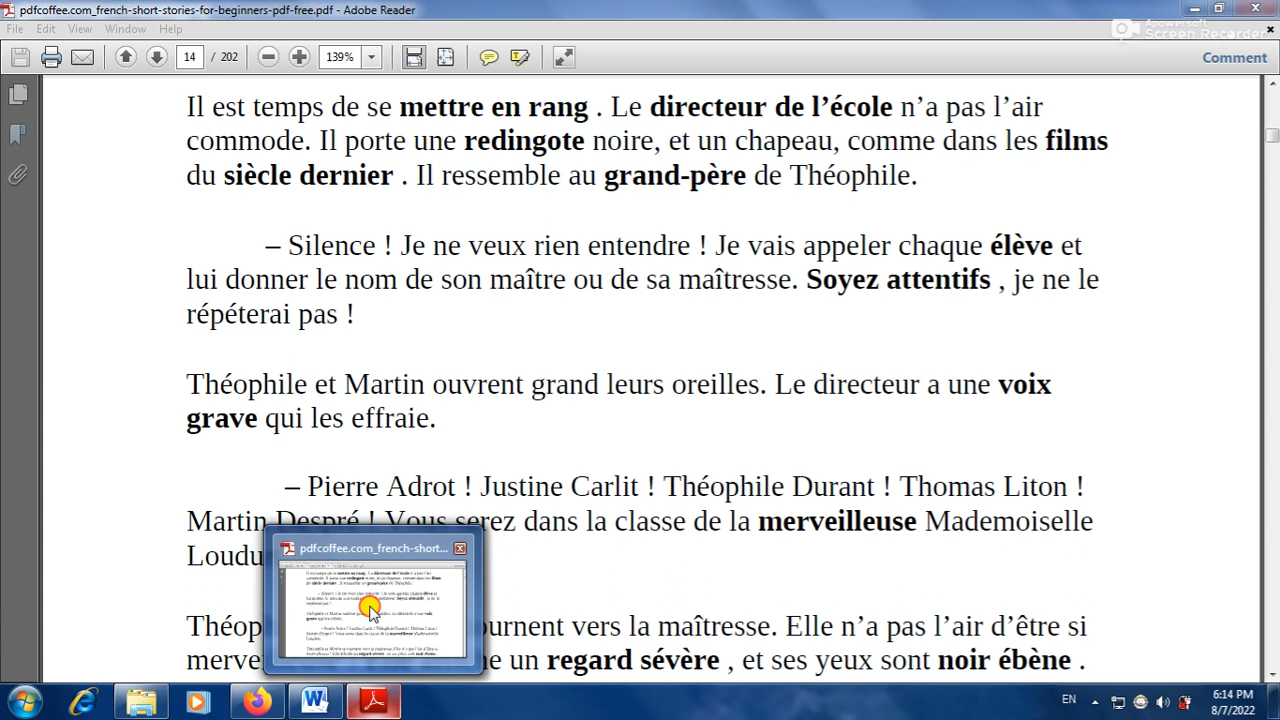 pdfcoffee.com_french-short-stories-for-beginners-pdf-free.pdf - Adobe Reader
File Edit View Window Help
Apowersoft
Screen Recorder
14 / 202 139% Comment
Il est temps de se mettre en rang . Le directeur de l’école n’a pas l’air
commode. Il porte une redingote noire, et un chapeau, comme dans les films
du siècle dernier . Il ressemble au grand-père de Théophile.
– Silence ! Je ne veux rien entendre ! Je vais appeler chaque élève et
lui donner le nom de son maître ou de sa maîtresse. Soyez attentifs , je ne le
répéterai pas !
Théophile et Martin ouvrent grand leurs oreilles. Le directeur a une voix
grave qui les effraie.
– Pierre Adrot ! Justine Carlit ! Théophile Durant ! Thomas Liton !
Martin Despré ! Vous serez dans la classe de la merveilleuse Mademoiselle
Loudu
pdfcoffee.com_french-short...
Théop ournent vers la maîtresse. Elle n’a pas l’air d’être si
merve ne un regard sévère , et ses yeux sont noir ébène .
EN
6:14 PM
8/7/2022